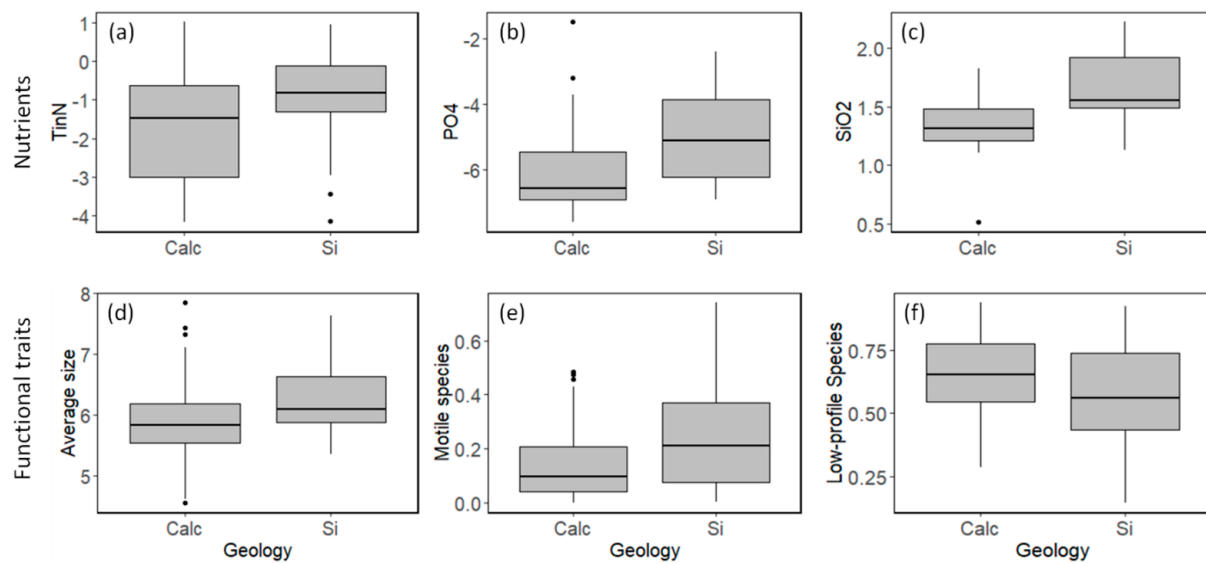 Nutrients
(a)
TinN
1
0
-1
-2
-3
-4
Calc
Si
(b)
PO4
-2
-4
-6
Calc
Si
(c)
SiO2
2.0
1.5
1.0
0.5
Calc
Si
Functional traits
(d)
Average size
8
7
6
5
Calc
Si
Geology
(e)
Motile species
0.6
0.4
0.2
0.0
Calc
Si
Geology
(f)
Low-profile Species
0.75
0.50
0.25
Calc
Si
Geology